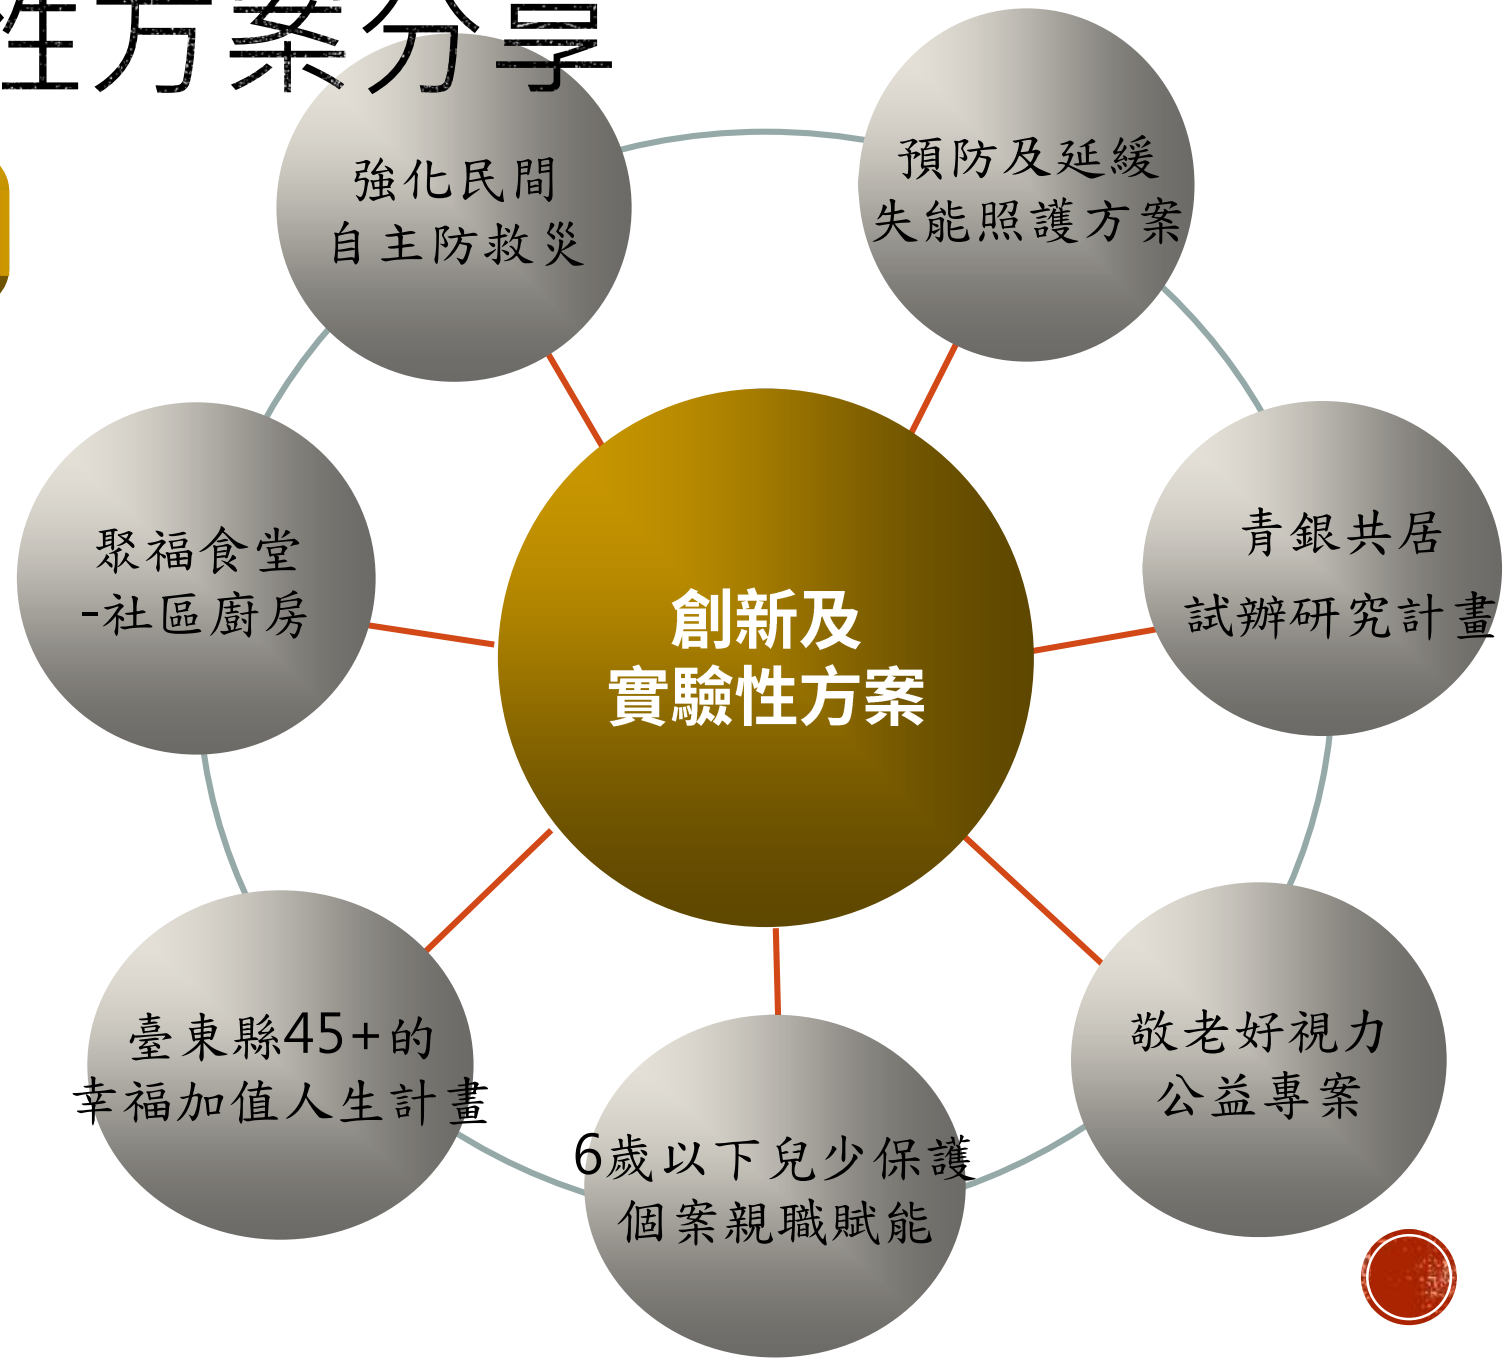 性方案分享
強化民間
自主防救災
預防及延緩
失能照護方案
聚福食堂
-社區廚房
青銀共居
試辦研究計畫
創新及
實驗性方案
臺東縣45+的
幸福加值人生計畫
6歲以下兒少保護
個案親職賦能
敬老好視力
公益專案